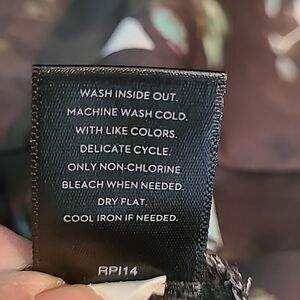 WASH INSIDE OUT.
MACHINE WASH COLD.
WITH LIKE COLORS.
DELICATE CYCLE.
ONLY NON-CHLORINE
BLEACH WHEN NEEDED.
DRY FLAT.
COOL IRON IF NEEDED.
RPI14